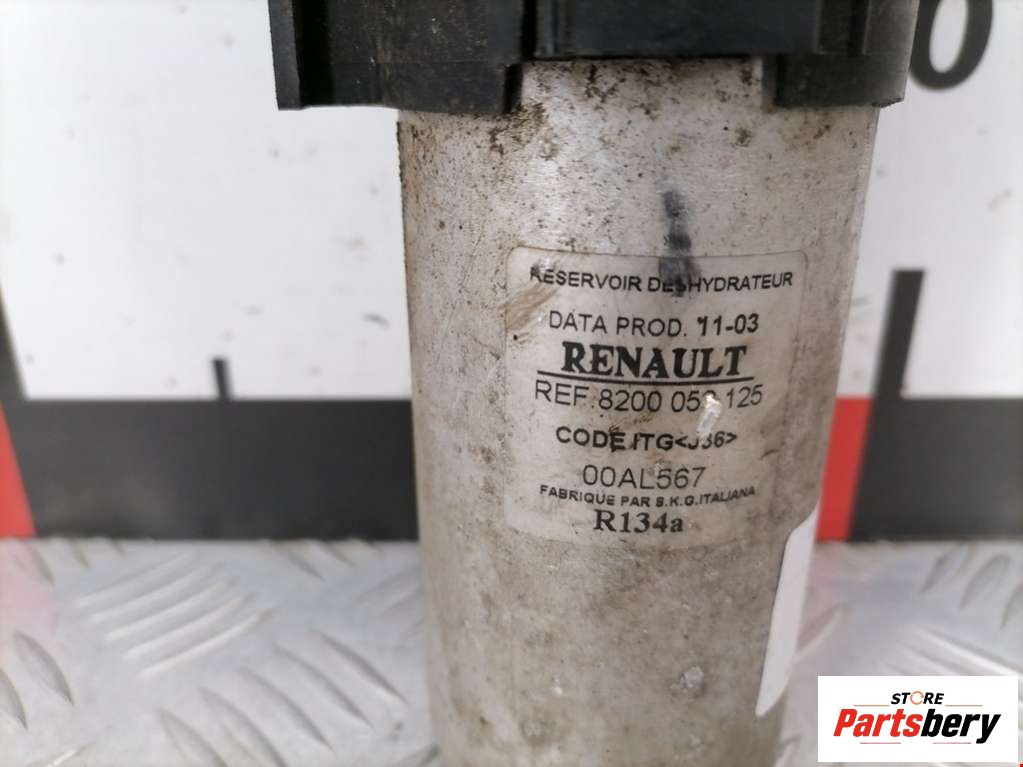 0
RESERVOIR DESHYDRATEUR
DATA PROD. 11-03
RENAULT
REF. 8200 125
CODE ITG
00AL567
FABRIQUE PAR B.K.G.ITALIANA
R134a
STORE
Partsbery